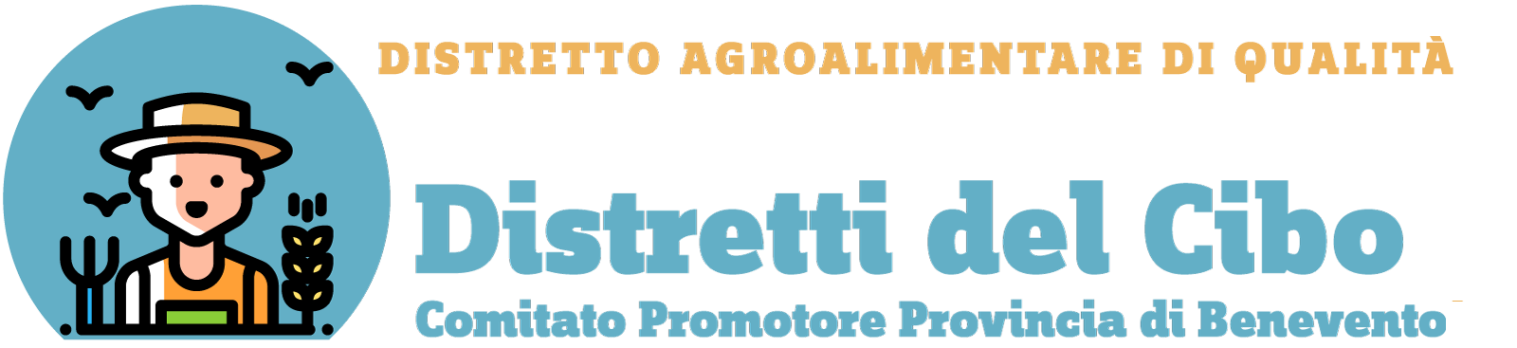 DISTRETTO AGROALIMENTARE DI QUALITÀ
Distretti del Cibo
Comitato Promotore Provincia di Benevento